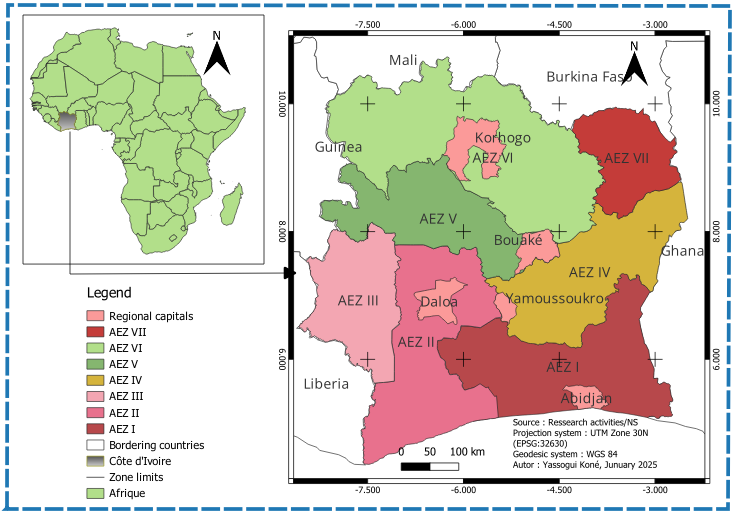 -7.500 -6.000 -4.500 -3.000
N
N
Mali
Burkina Faso
10.000
10.000
Korhogo
Guinea
AEZ VI
AEZ VII
AEZ V
8.000
8.000
Bouaké
Ghana
AEZ IV
AEZ III
Daloa
Yamoussoukro
AEZ II
6.000
6.000
AEZ I
Liberia
Abidjan
Legend
Regional capitals
AEZ VII
AEZ VI
AEZ V
AEZ IV
AEZ III
AEZ II
AEZ I
Bordering countries
Côte d'Ivoire
Zone limits
Afrique
0 50 100 km
Source : Ressearch activities/NS
Projection system : UTM Zone 30N
(EPSG:32630)
Geodesic system : WGS 84
Autor : Yassogui Koné, Junuary 2025
-7.500 -6.000 -4.500 -3.000